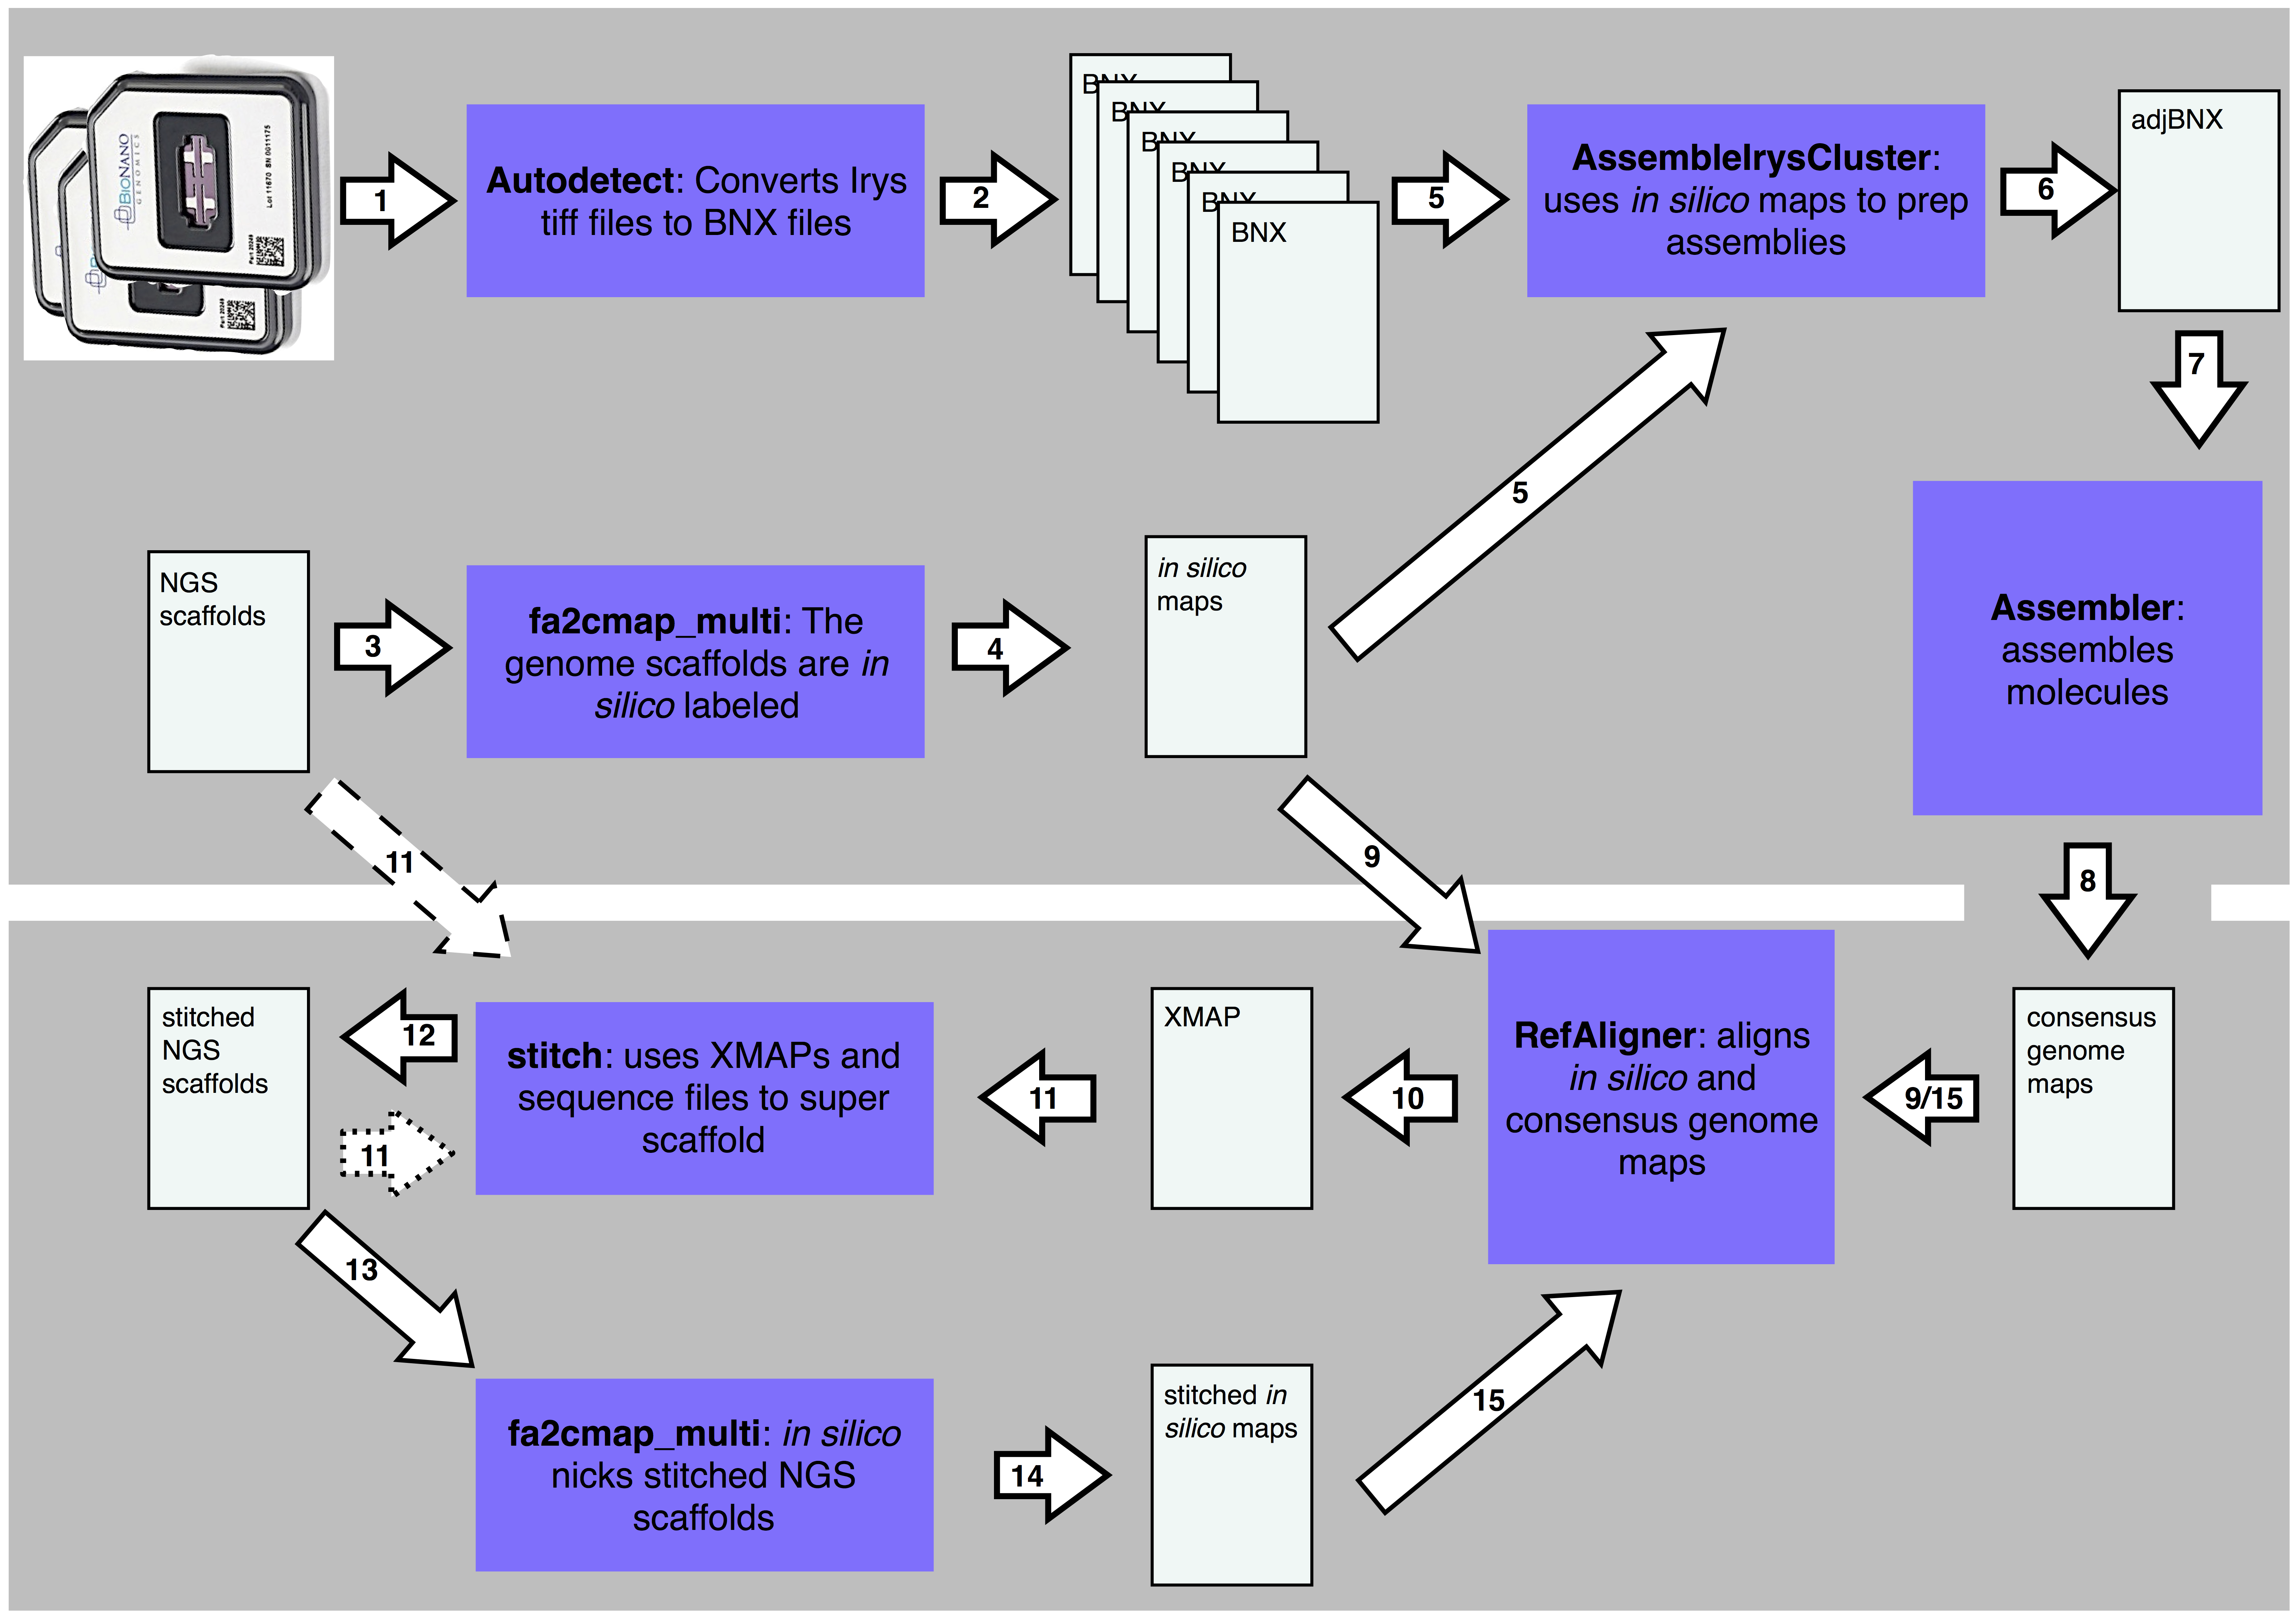 BIONANO
GENOMICS
Lot 11670 SN 0011175
Part 20249
Part 20249
1
Autodetect: Converts Irys
tiff files to BNX files
2
BNX
BNX
BNX
BNX
BNX
BNX
5
AssembleIrysCluster:
uses in silico maps to prep
assemblies
6
adjBNX
7
5
NGS
scaffolds
3
fa2cmap_multi: The
genome scaffolds are in
silico labeled
4
in silico
maps
Assembler:
assembles
molecules
11
9
8
stitched
NGS
scaffolds
12
11
stitch: uses XMAPs and
sequence files to super
scaffold
11
XMAP
10
RefAligner: aligns
in silico and
consensus genome
maps
9/15
consensus
genome
maps
13
fa2cmap_multi: in silico
nicks stitched NGS
scaffolds
14
stitched in
silico maps
15